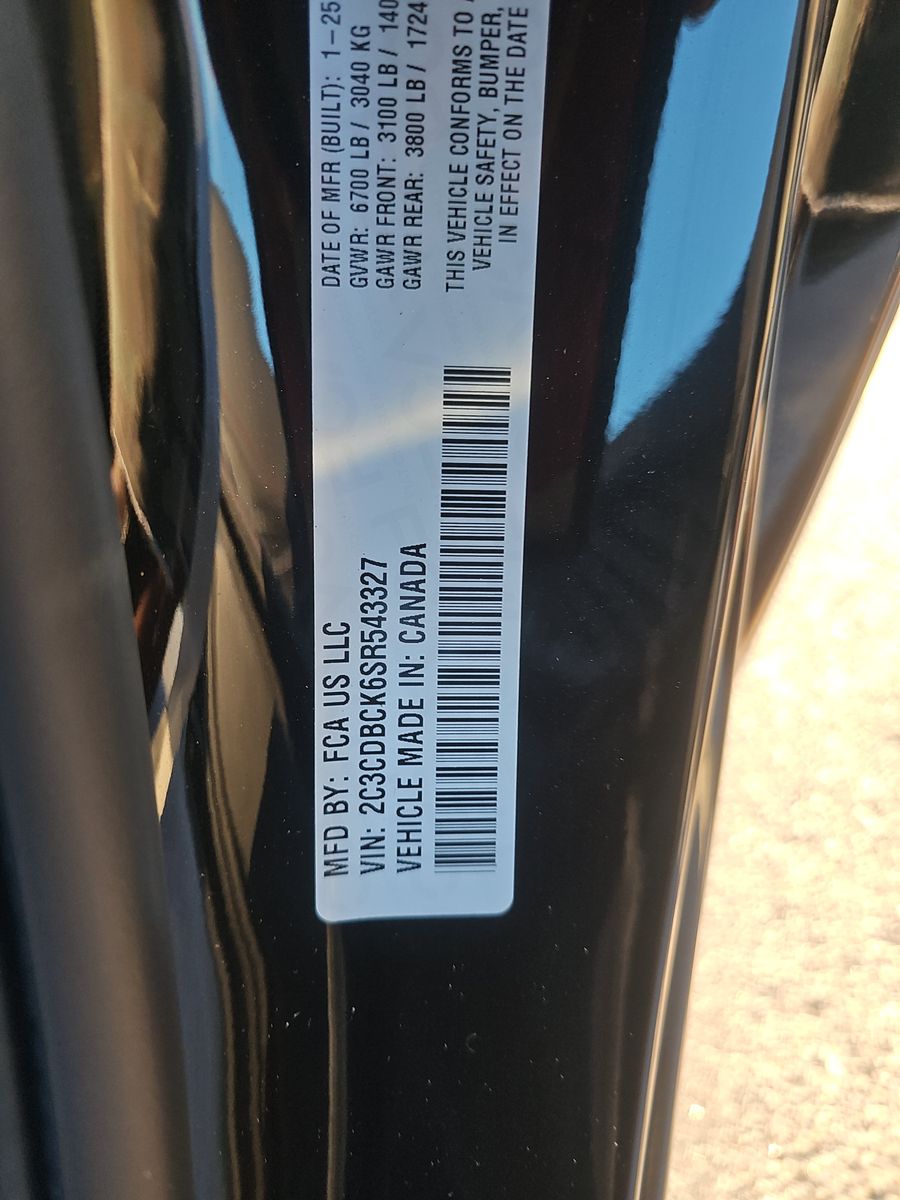 MFD BY: FCA US LLC
VIN: 2C3CDBCK6SR543327
VEHICLE MADE IN: CANADA
DATE OF MFR (BUILT): 1-25
GVWR: 6700 LB / 3040 KG
GAWR FRONT: 3100 LB / 140
GAWR REAR: 3800 LB / 1724
THIS VEHICLE CONFORMS TO
VEHICLE SAFETY, BUMPER,
IN EFFECT ON THE DATE